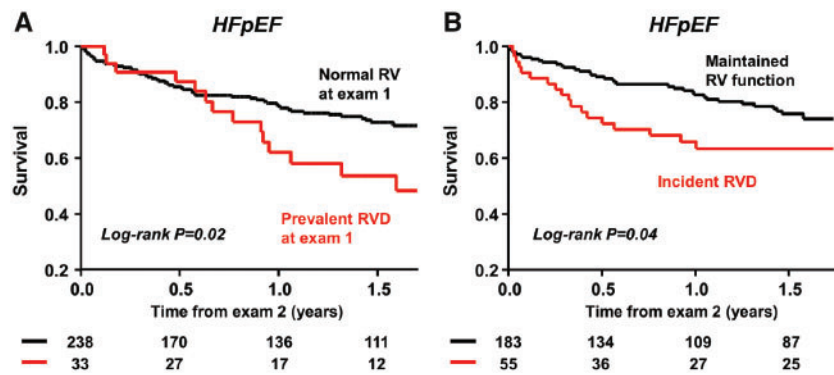 A
HFpEF
Survival
1.0
0.8
0.6
0.4
0.2
Normal RV
at exam 1
Prevalent RVD
at exam 1
Log-rank P=0.02
0.0 0.5 1.0 1.5
Time from exam 2 (years)
238 170 136 111
33 27 17 12
B
HFpEF
Survival
1.0
0.8
0.6
0.4
0.2
Maintained
RV function
Incident RVD
Log-rank P=0.04
0.0 0.5 1.0 1.5
Time from exam 2 (years)
183 134 109 87
55 36 27 25